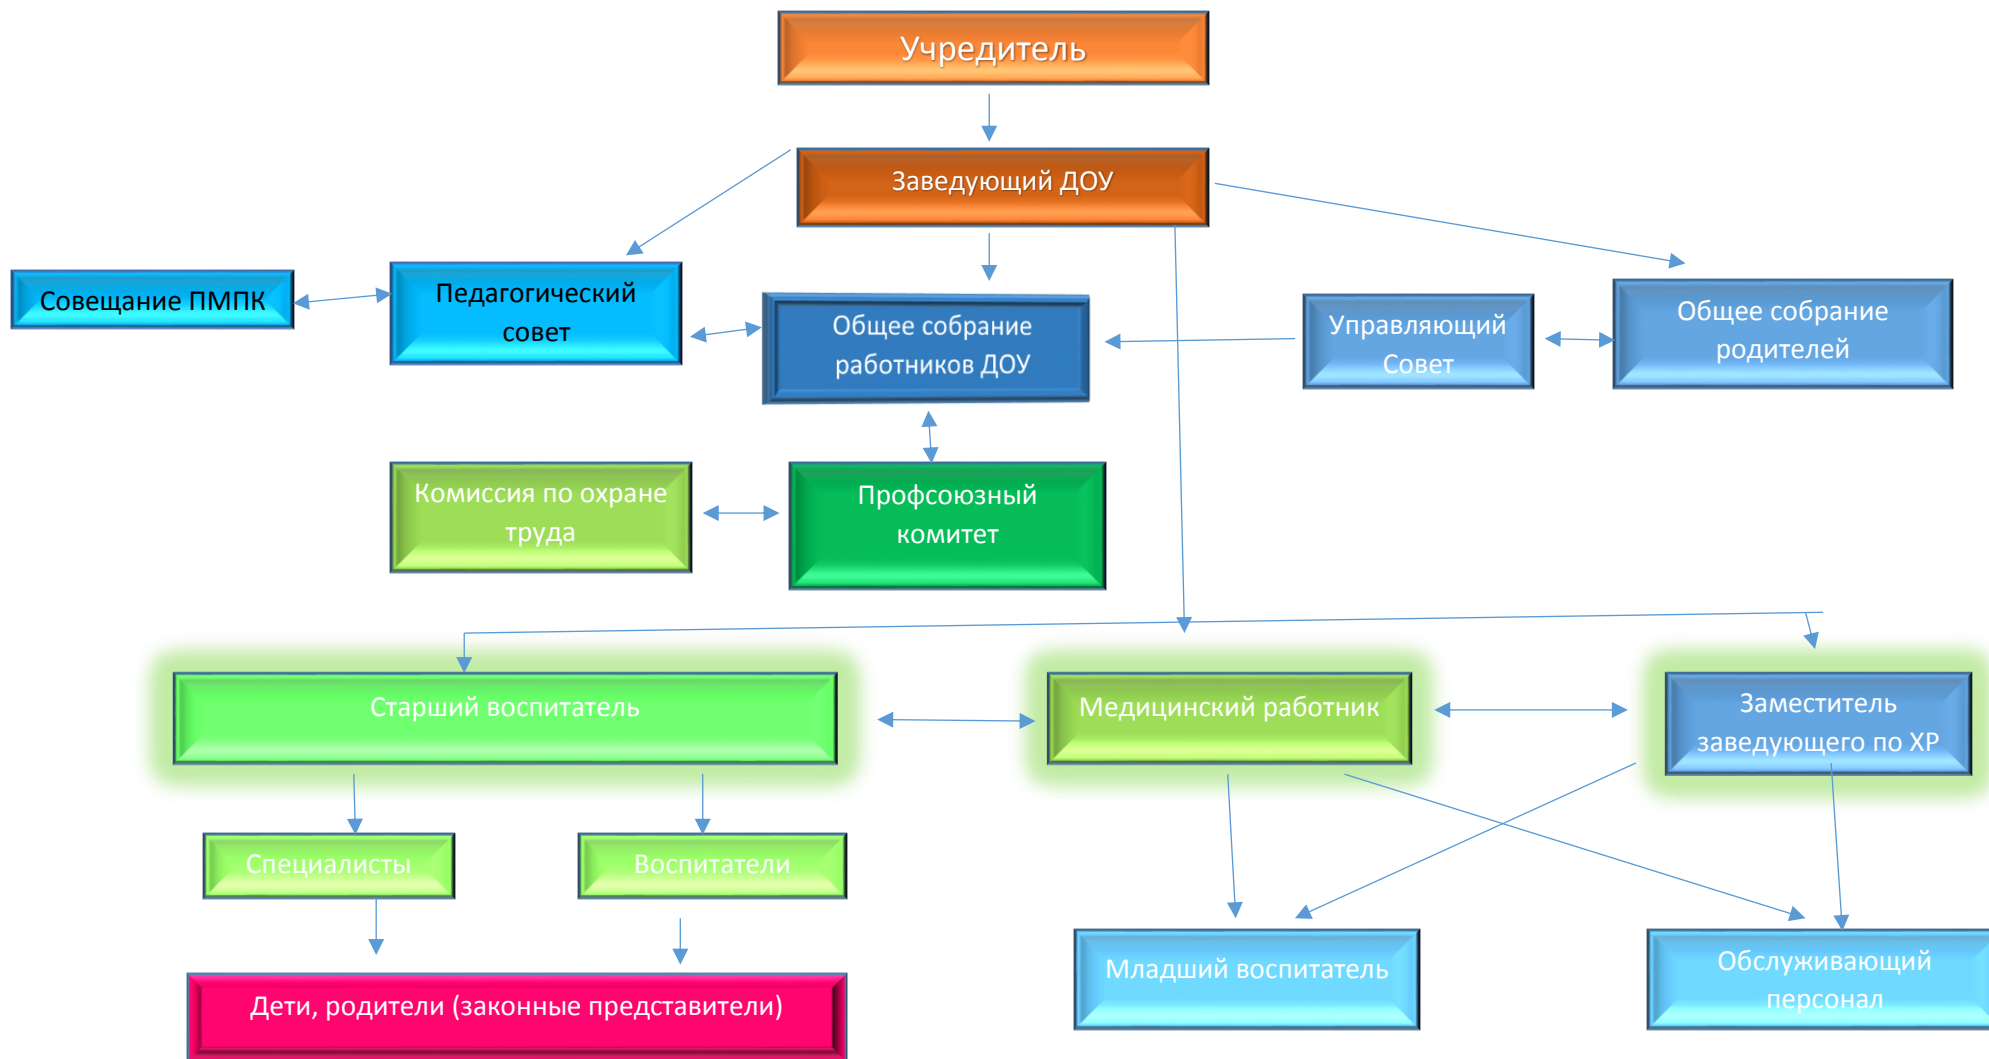 Учредитель
Заведующий ДОУ
Совещание ПМПК
Педагогический
совет
Общее собрание
работников ДОУ
Управляющий
Совет
Общее собрание
родителей
Комиссия по охране
труда
Профсоюзный
комитет
Старший воспитатель
Медицинский работник
Заместитель
заведующего по ХР
Специалисты
Воспитатели
Младший воспитатель
Обслуживающий
персонал
Дети, родители (законные представители)